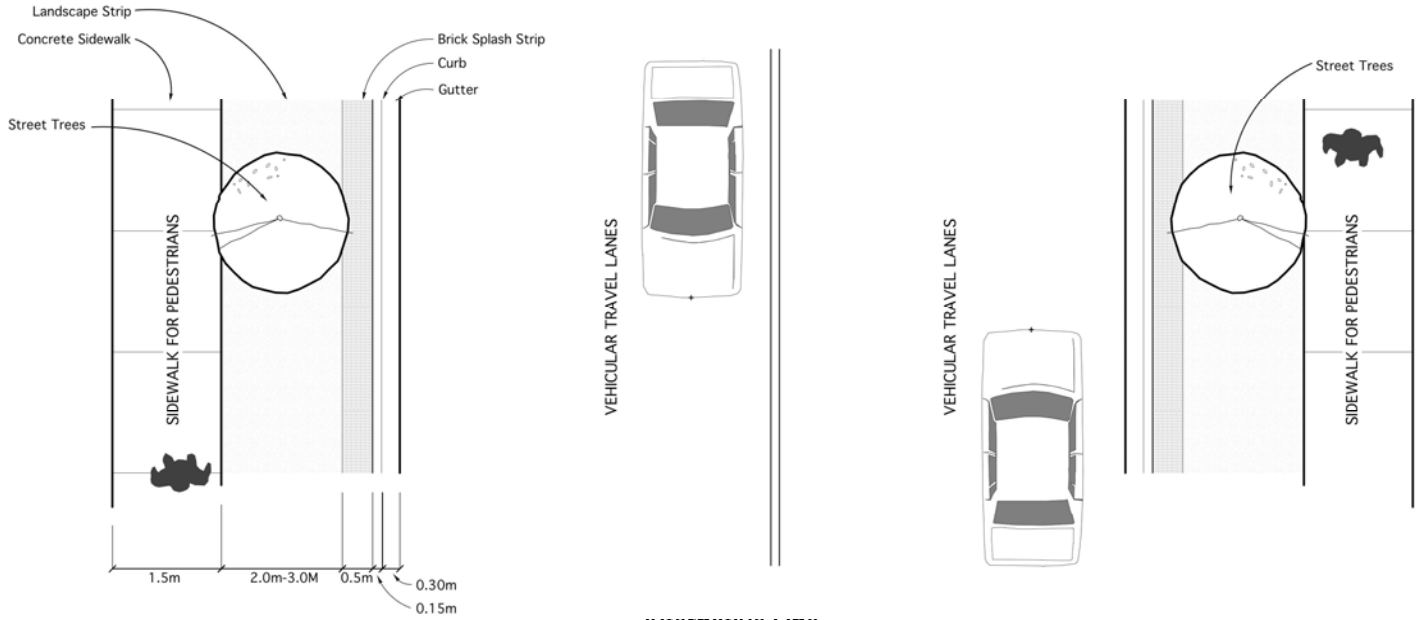 Landscape Strip
Concrete Sidewalk
Street Trees
Brick Splash Strip
Curb
Gutter
SIDEWALK FOR PEDESTRIANS
VEHICULAR TRAVEL LANES
VEHICULAR TRAVEL LANES
Street Trees
SIDEWALK FOR PEDESTRIANS
1.5m
2.0m-3.0M
0.5m
0.30m
0.15m